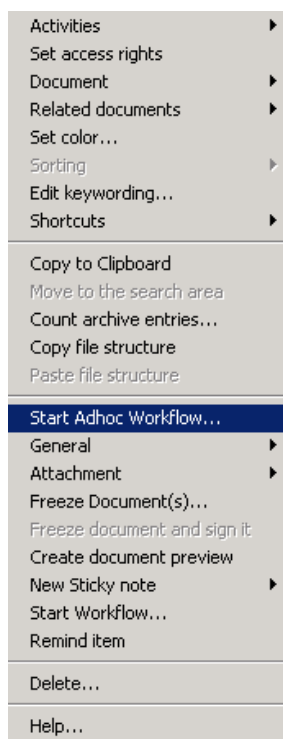 Activities
Set access rights
Document
Related documents
Set color...
Sorting
Edit keywording...
Shortcuts
Copy to Clipboard
Move to the search area
Count archive entries...
Copy file structure
Paste file structure
Start Adhoc Workflow...
General
Attachment
Freeze Document(s)...
Freeze document and sign it
Create document preview
New Sticky note
Start Workflow...
Remind item
Delete...
Help...